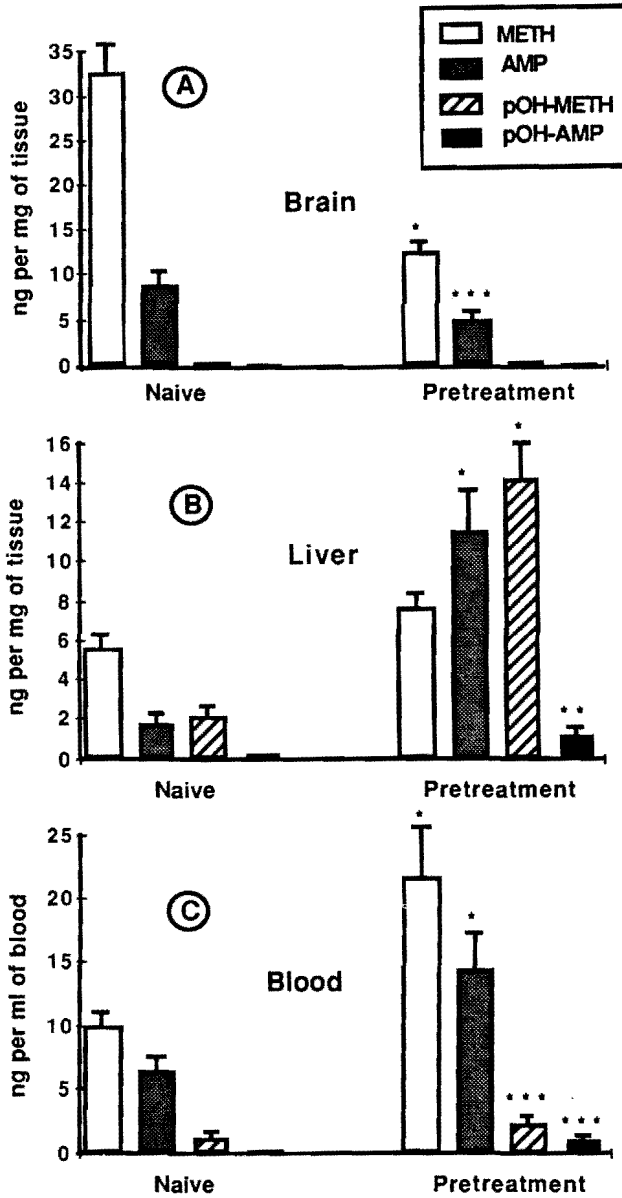 METH
AMP
pOH-METH
pOH-AMP
ng per mg of tissue
35
30
25
20
15
10
5
0
A
Brain
*
* * *
Naive
Pretreatment
ng per mg of tissue
16
14
12
10
8
6
4
2
0
B
Liver
*
*
* *
Naive
Pretreatment
ng per ml of blood
25
20
15
10
5
0
C
Blood
*
*
* * *
* * *
Naive
Pretreatment